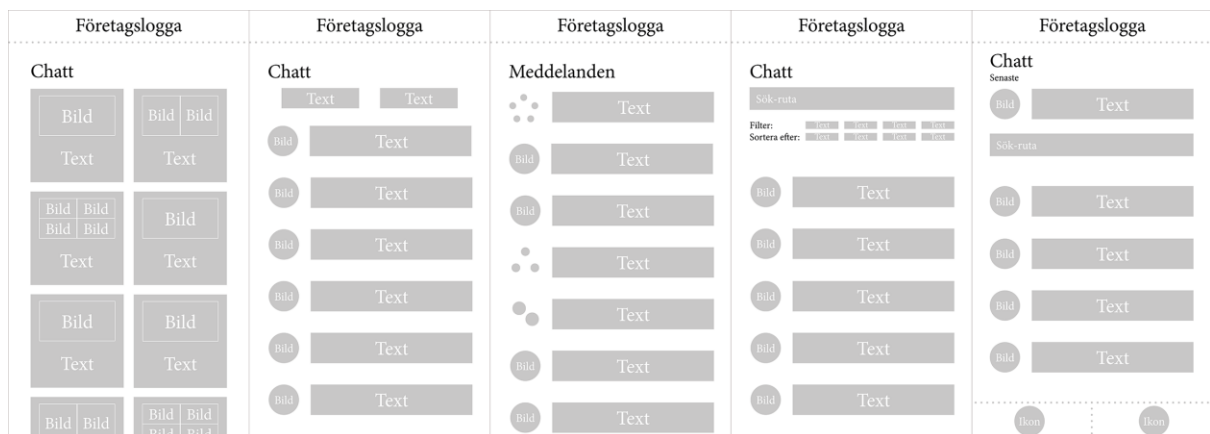 Företagslogga
Chatt
Bild
Bild Bild
Text
Text
Bild Bild
Bild Bild
Bild
Text
Text
Bild
Bild
Text
Text
Bild Bild
Bild Bild
Bild Bild
Företagslogga
Chatt
Text Text
Bild Text
Bild Text
Bild Text
Bild Text
Bild Text
Bild Text
Företagslogga
Meddelanden
Text
Bild Text
Bild Text
Text
Text
Bild Text
Bild Text
Företagslogga
Chatt
Sök-ruta
Filter: Text Text Text Text
Sortera efter: Text Text Text Text
Bild Text
Bild Text
Bild Text
Bild Text
Bild Text
Företagslogga
Chatt
Senaste
Bild Text
Sök-ruta
Bild Text
Bild Text
Bild Text
Bild Text
Ikon Ikon